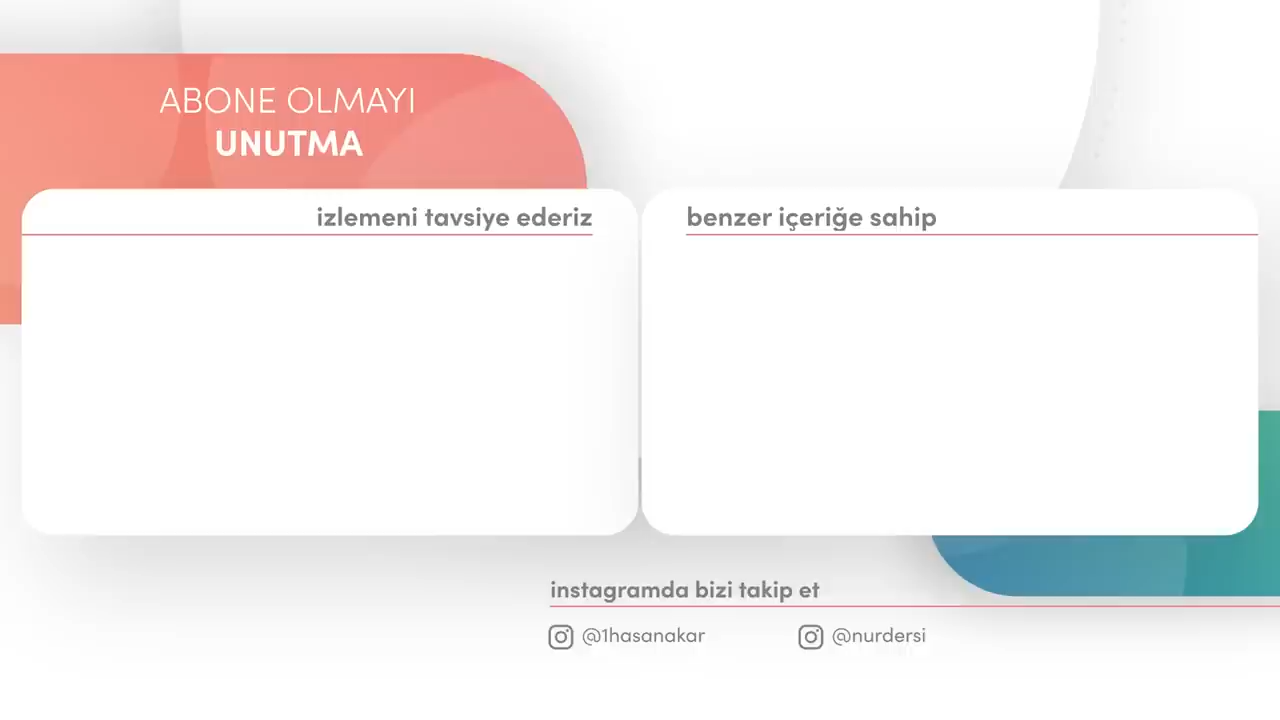 ABONE OLMAYI
UNUTMA
izlemeni tavsiye ederiz
benzer içeriğe sahip
instagramda bizi takip et
@1hasanakar
@nurdersi